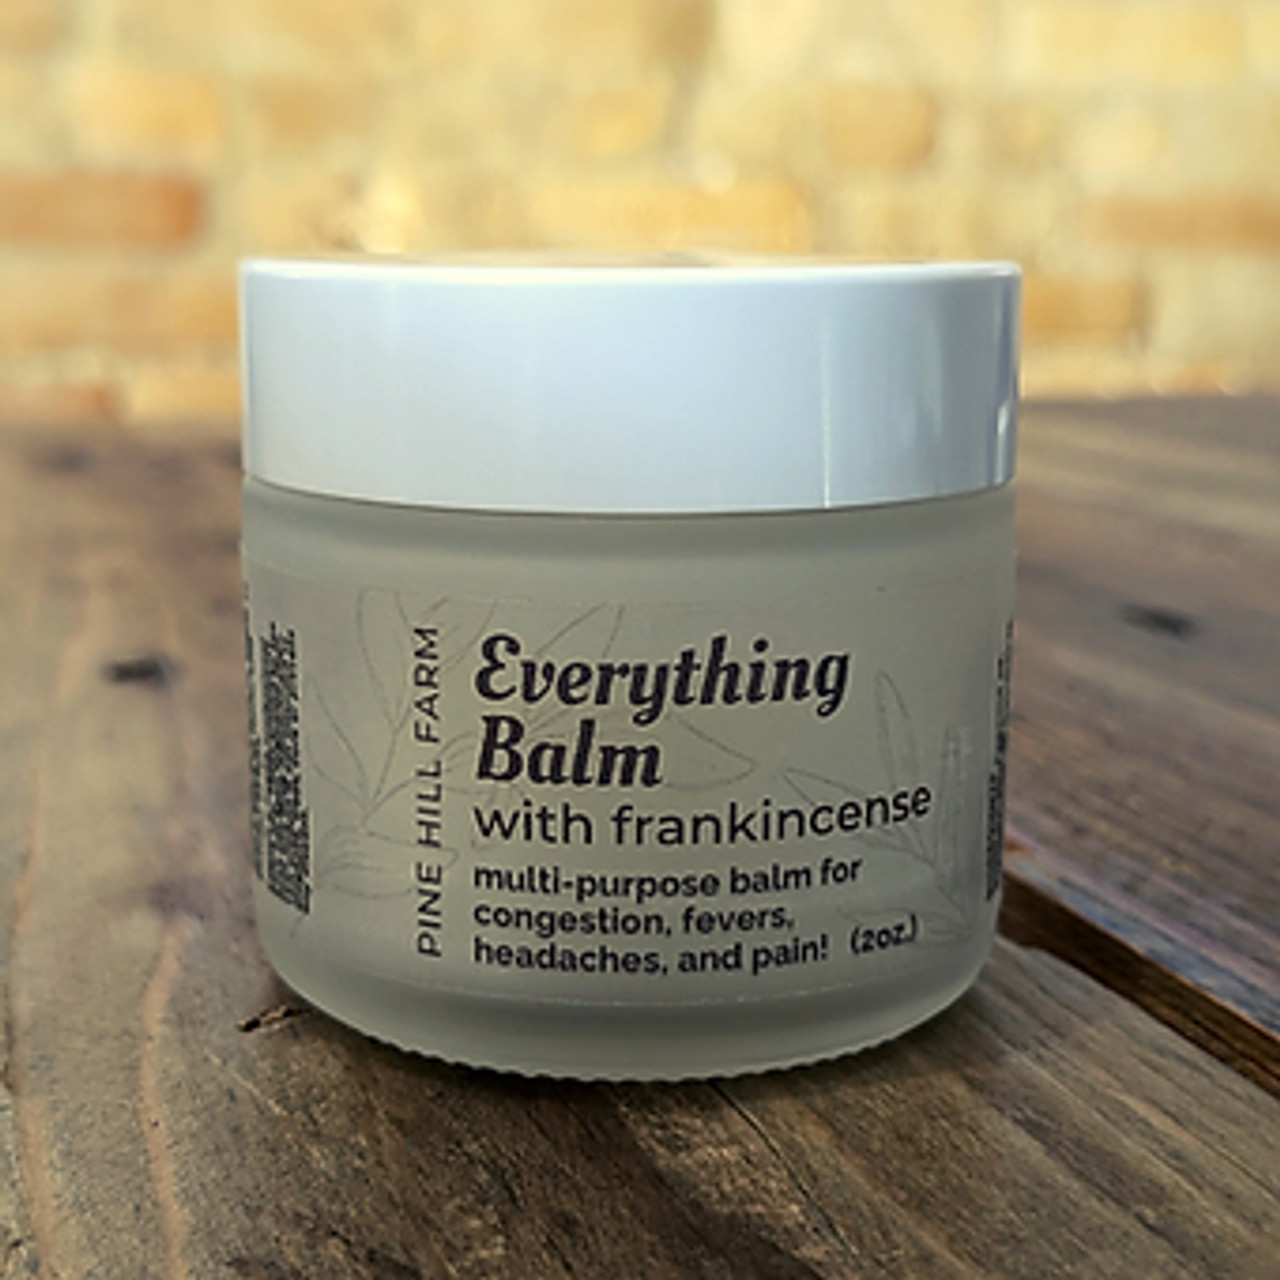 PINE HILL FARM
Everything
Balm
with frankincense
multi-purpose balm for
congestion, fevers,
headaches, and pain! (2oz.)